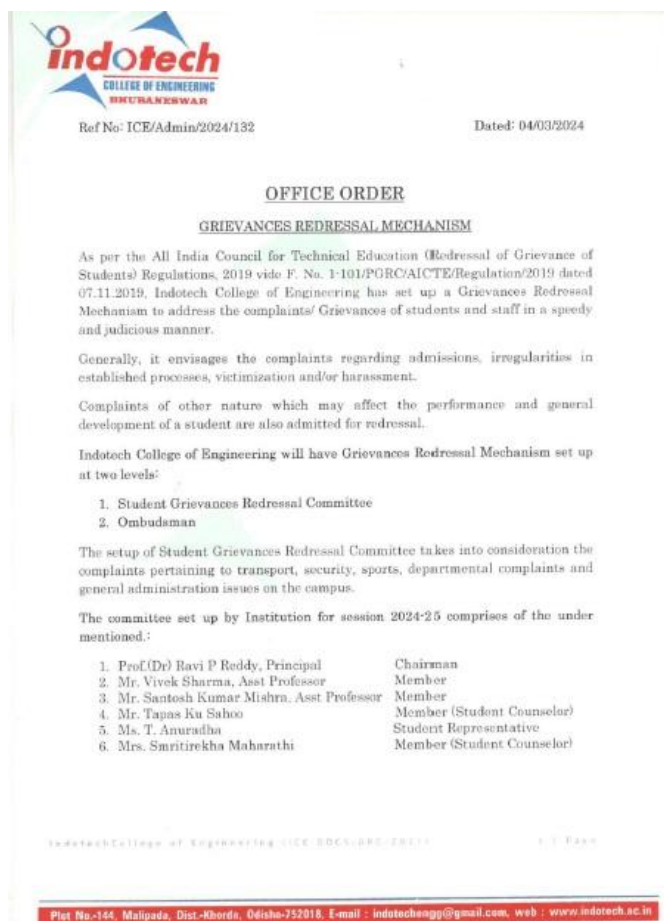 indotech
COLLEGE OF ENGINEERING
BHUBANESWAR
Ref No: ICE/Admin/2024/132 Dated: 04/03/2024
OFFICE ORDER
GRIEVANCES REDRESSAL MECHANISM
As per the All India Council for Technical Education (Redressal of Grievance of
Students) Regulations, 2019 vide F. No. 1-101/PGRC/AICTE/Regulation/2019 dated
07.11.2019, Indotech College of Engineering has set up a Grievances Redressal
Mechanism to address the complaints/ Grievances of students and staff in a speedy
and judicious manner.
Generally, it envisages the complaints regarding admissions, irregularities in
established processes, victimization and/or harassment.
Complaints of other nature which may affect the performance and general
development of a student are also admitted for redressal.
Indotech College of Engineering will have Grievances Redressal Mechanism set up
at two levels:
1. Student Grievances Redressal Committee
2. Ombudsman
The setup of Student Grievances Redressal Committee takes into consideration the
complaints pertaining to transport, security, sports, departmental complaints and
general administration issues on the campus.
The committee set up by Institution for session 2024-25 comprises of the under
mentioned.:
1. Prof.(Dr) Ravi P Reddy, Principal Chairman
2. Mr. Vivek Sharma, Asst Professor Member
3. Mr. Santosh Kumar Mishra, Asst Professor Member
4. Mr. Tapas Ku Sahoo Member (Student Counselor)
5. Ms. T. Anuradha Student Representative
6. Mrs. Smritirekha Maharathi Member (Student Counselor)
IndotechCollege of Engineering
Plot No.-144, Malipada, Dist.-Khorda, Odisha-752018, E-mail : indotechengg@gmail.com, web : www.indotech.ac.in